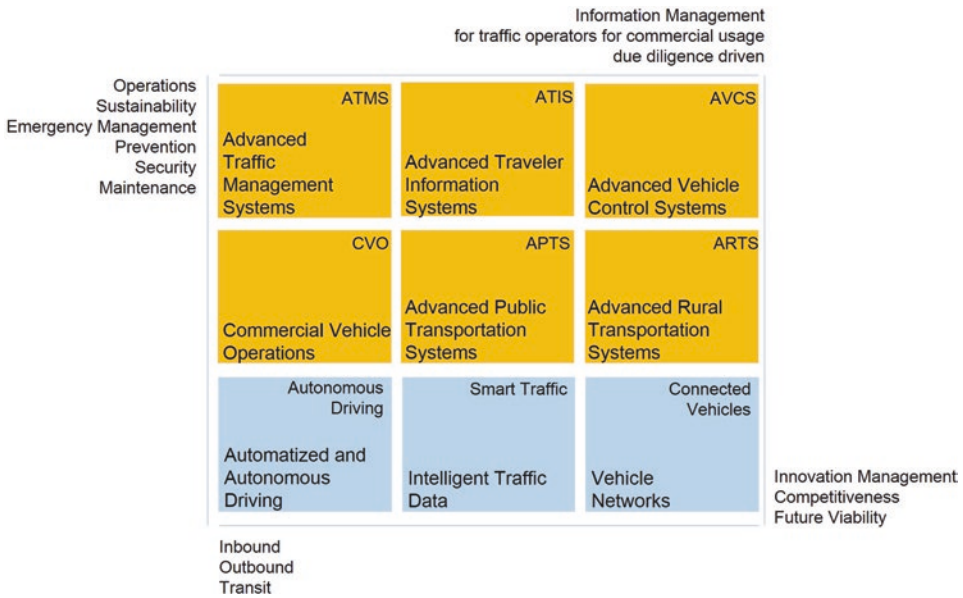 Information Management
for traffic operators for commercial usage
due diligence driven
Operations
Sustainability
Emergency Management
Prevention
Security
Maintenance
ATMS
Advanced
Traffic
Management
Systems
ATIS
Advanced Traveler
Information
Systems
AVCS
Advanced Vehicle
Control Systems
CVO
Commercial Vehicle
Operations
APTS
Advanced Public
Transportation
Systems
ARTS
Advanced Rural
Transportation
Systems
Autonomous
Driving
Automatized and
Autonomous
Driving
Smart Traffic
Intelligent Traffic
Data
Connected
Vehicles
Vehicle
Networks
Innovation Management
Competitiveness
Future Viability
Inbound
Outbound
Transit